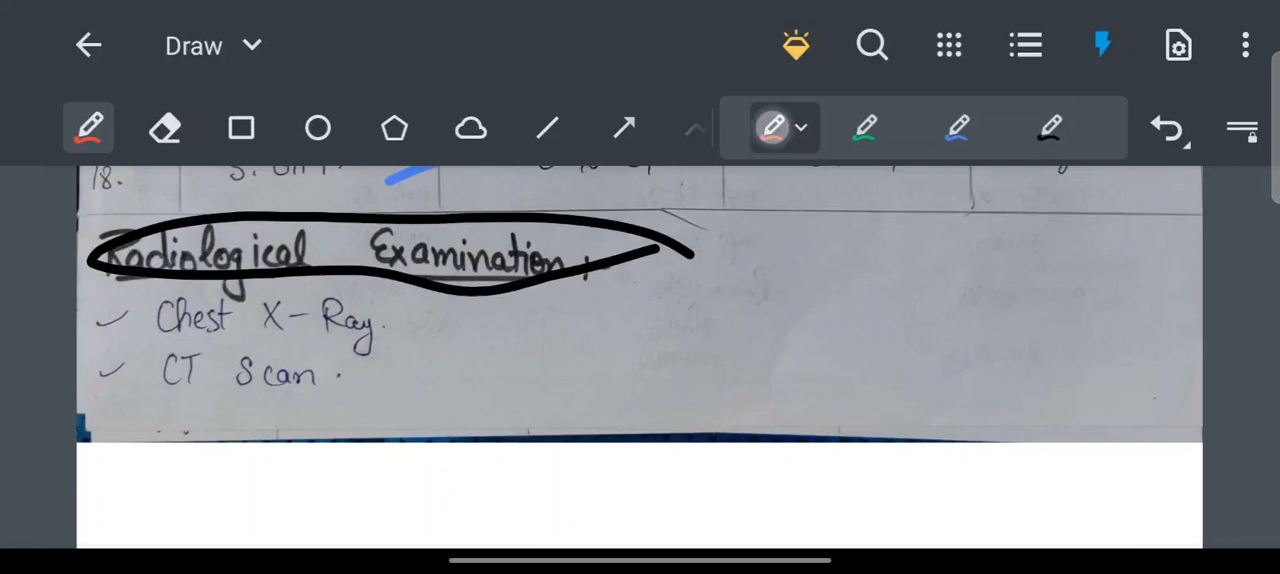 Draw
18.
Radiological Examination :-
Chest X-Ray.
CT Scan.